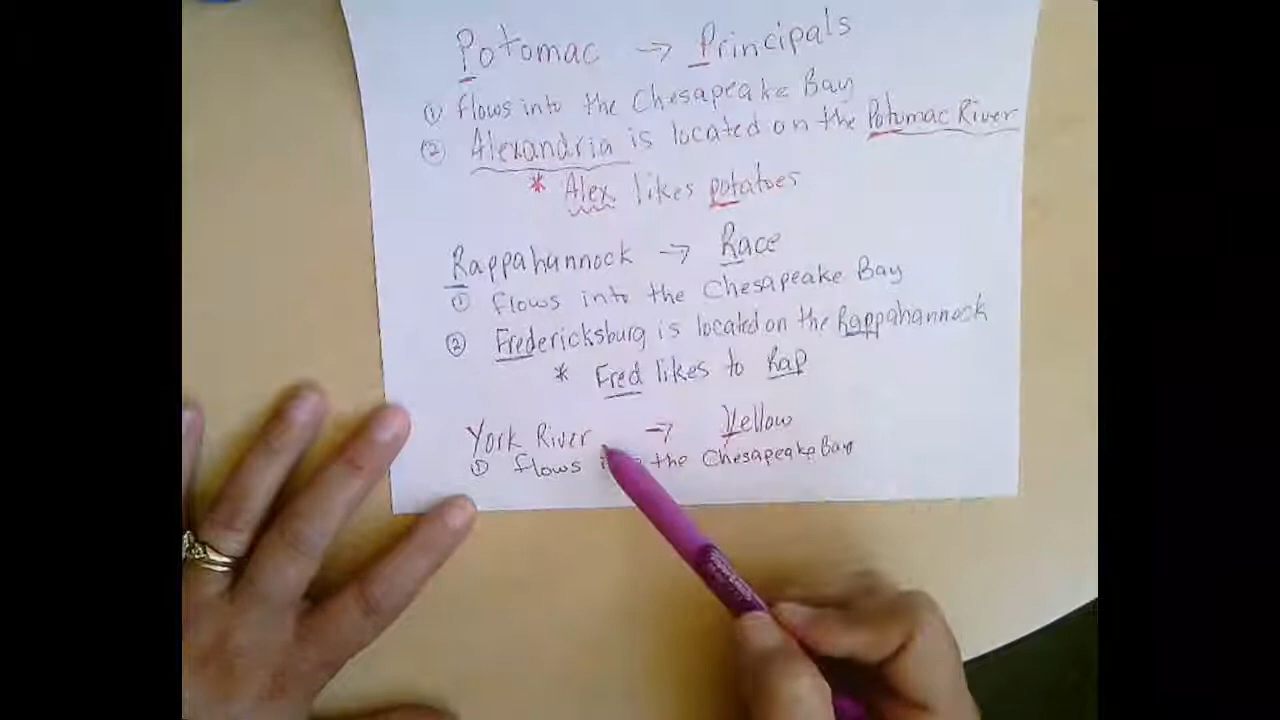 Potomac → Principals
① flows into the Chesapeake Bay
② Alexandria is located on the Potomac River
* Alex likes potatoes
Rappahannock → Race
① flows into the Chesapeake Bay
② Fredericksburg is located on the Rappahannock
* Fred likes to Rap
York River → Yellow
① flows the Chesapeake Bay